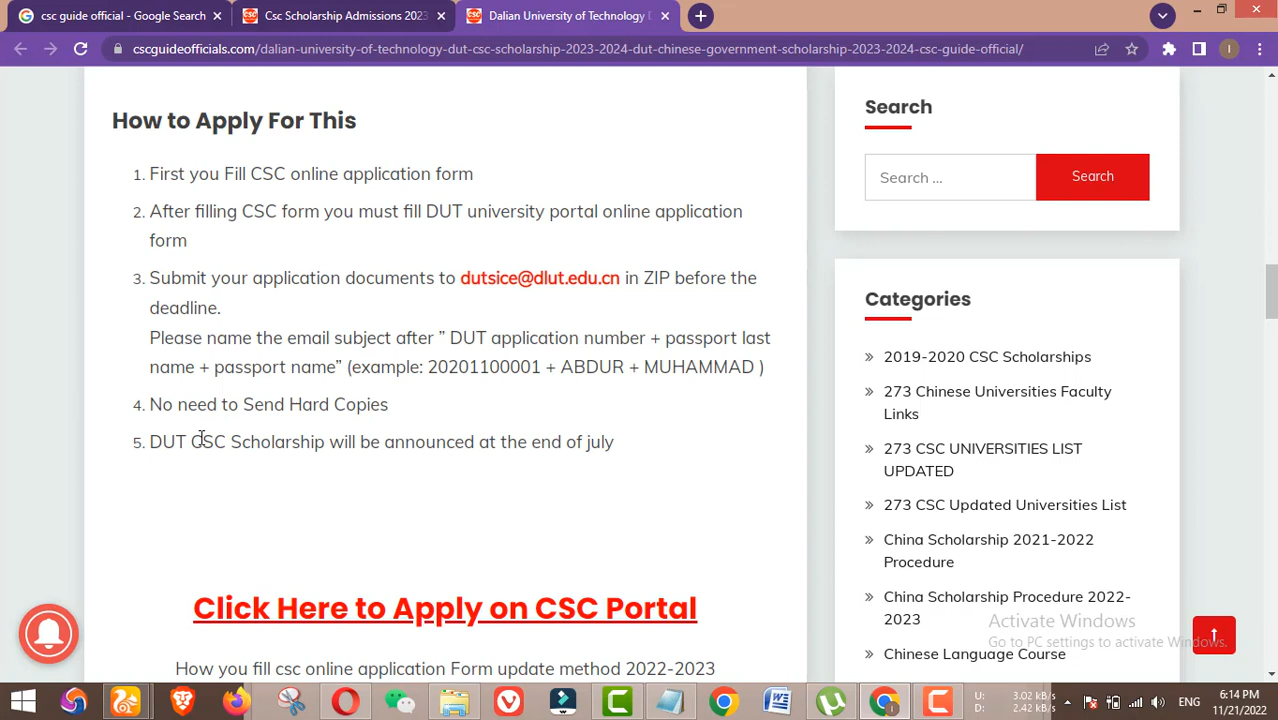 csc guide official - Google Search
Csc Scholarship Admissions 2023
Dalian University of Technology
cscguideofficials.com/dalian-university-of-technology-dut-csc-scholarship-2023-2024-dut-chinese-government-scholarship-2023-2024-csc-guide-official/
I
How to Apply For This
1. First you Fill CSC online application form
2. After filling CSC form you must fill DUT university portal online application
form
3. Submit your application documents to dutsice@dlut.edu.cn in ZIP before the
deadline.
Please name the email subject after ” DUT application number + passport last
name + passport name” (example: 20201100001 + ABDUR + MUHAMMAD )
4. No need to Send Hard Copies
5. DUT CSC Scholarship will be announced at the end of july
Click Here to Apply on CSC Portal
How you fill csc online application Form update method 2022-2023
Search
Search ...
Search
Categories
» 2019-2020 CSC Scholarships
» 273 Chinese Universities Faculty
Links
» 273 CSC UNIVERSITIES LIST
UPDATED
» 273 CSC Updated Universities List
» China Scholarship 2021-2022
Procedure
» China Scholarship Procedure 2022-
2023
» Chinese Language Course
Activate Windows
Go to PC settings to activate Windows.
U: 3.02 kB/s
D: 2.42 kB/s
ENG
6:14 PM
11/21/2022